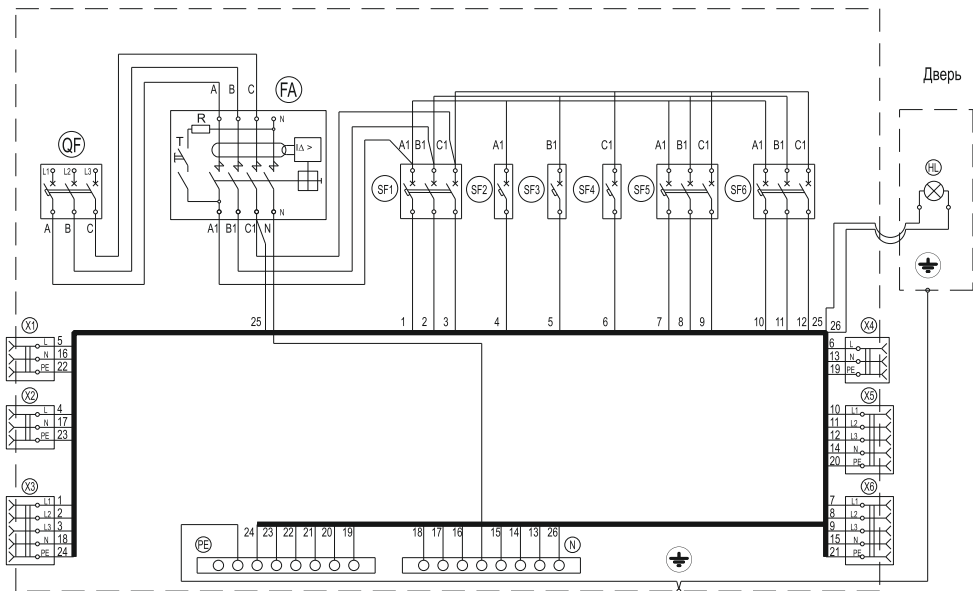 Дверь
A B C FA
N
R
T
I∆ >
QF
L1 L2 L3
A B C
N
A1 B1 C1 N
A1 B1 C1 A1 B1 C1 A1 B1 C1 A1 B1 C1
SF1 SF2 SF3 SF4 SF5 SF6
HL
25 1 2 3 4 5 6 7 8 9 10 11 12 25 26
X1
L 5
N 16
PE 22
X2
L 4
N 17
PE 23
X3
L1 1
L2 2
L3 3
N 18
PE 24
X4
6 L
13 N
19 PE
X5
10 L1
11 L2
12 L3
14 N
20 PE
X6
7 L1
8 L2
9 L3
15 N
21 PE
PE 24 23 22 21 20 19
18 17 16 15 14 13 26 N